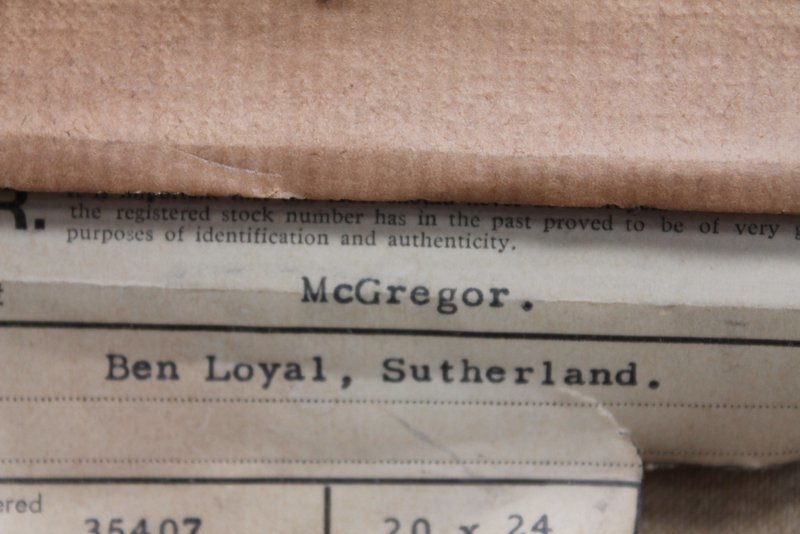 R.
the registered stock number has in the past proved to be of very
purposes of identification and authenticity.
McGregor.
Ben Loyal, Sutherland.
ered
35407
20 x 24